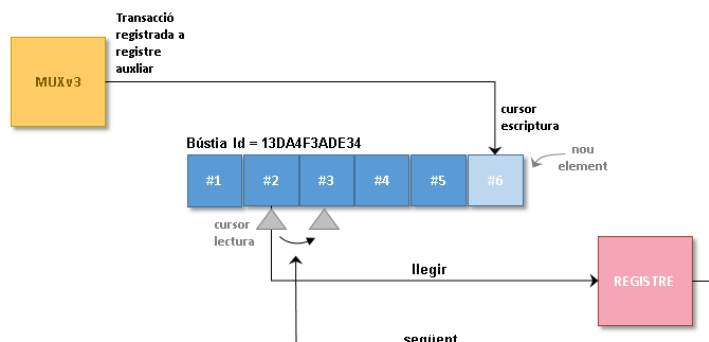 Transacció
registrada a
registre
auxliar
MUXv3
cursor
escriptura
Bústia Id = 13DA4F3ADE34
nou
element
#1
#2
#3
#4
#5
#6
cursor
lectura
llegir
REGISTRE
següent